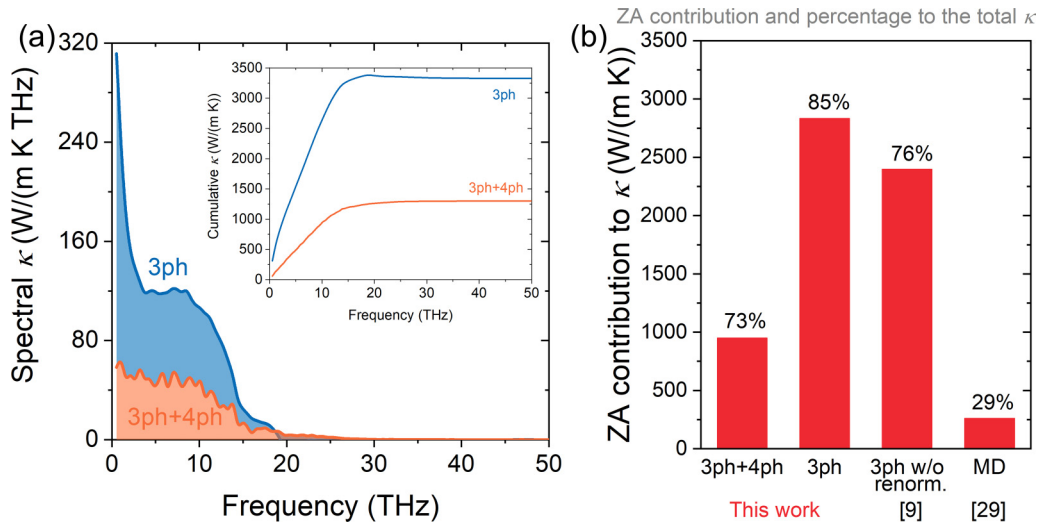 ZA contribution and percentage to the total κ
(a)
Spectral κ (W/(m K THz)
320
240
160
80
0
0 10 20 30 40 50
Frequency (THz)
3ph
3ph+4ph
Cumulative κ (W/(m K))
3500
3000
2500
2000
1500
1000
500
0
0 10 20 30 40 50
Frequency (THz)
3ph
3ph+4ph
(b)
ZA contribution to κ (W/(m K))
3500
3000
2500
2000
1500
1000
500
0
73%
85%
76%
29%
3ph+4ph 3ph 3ph w/o MD
renorm.
This work [9] [29]